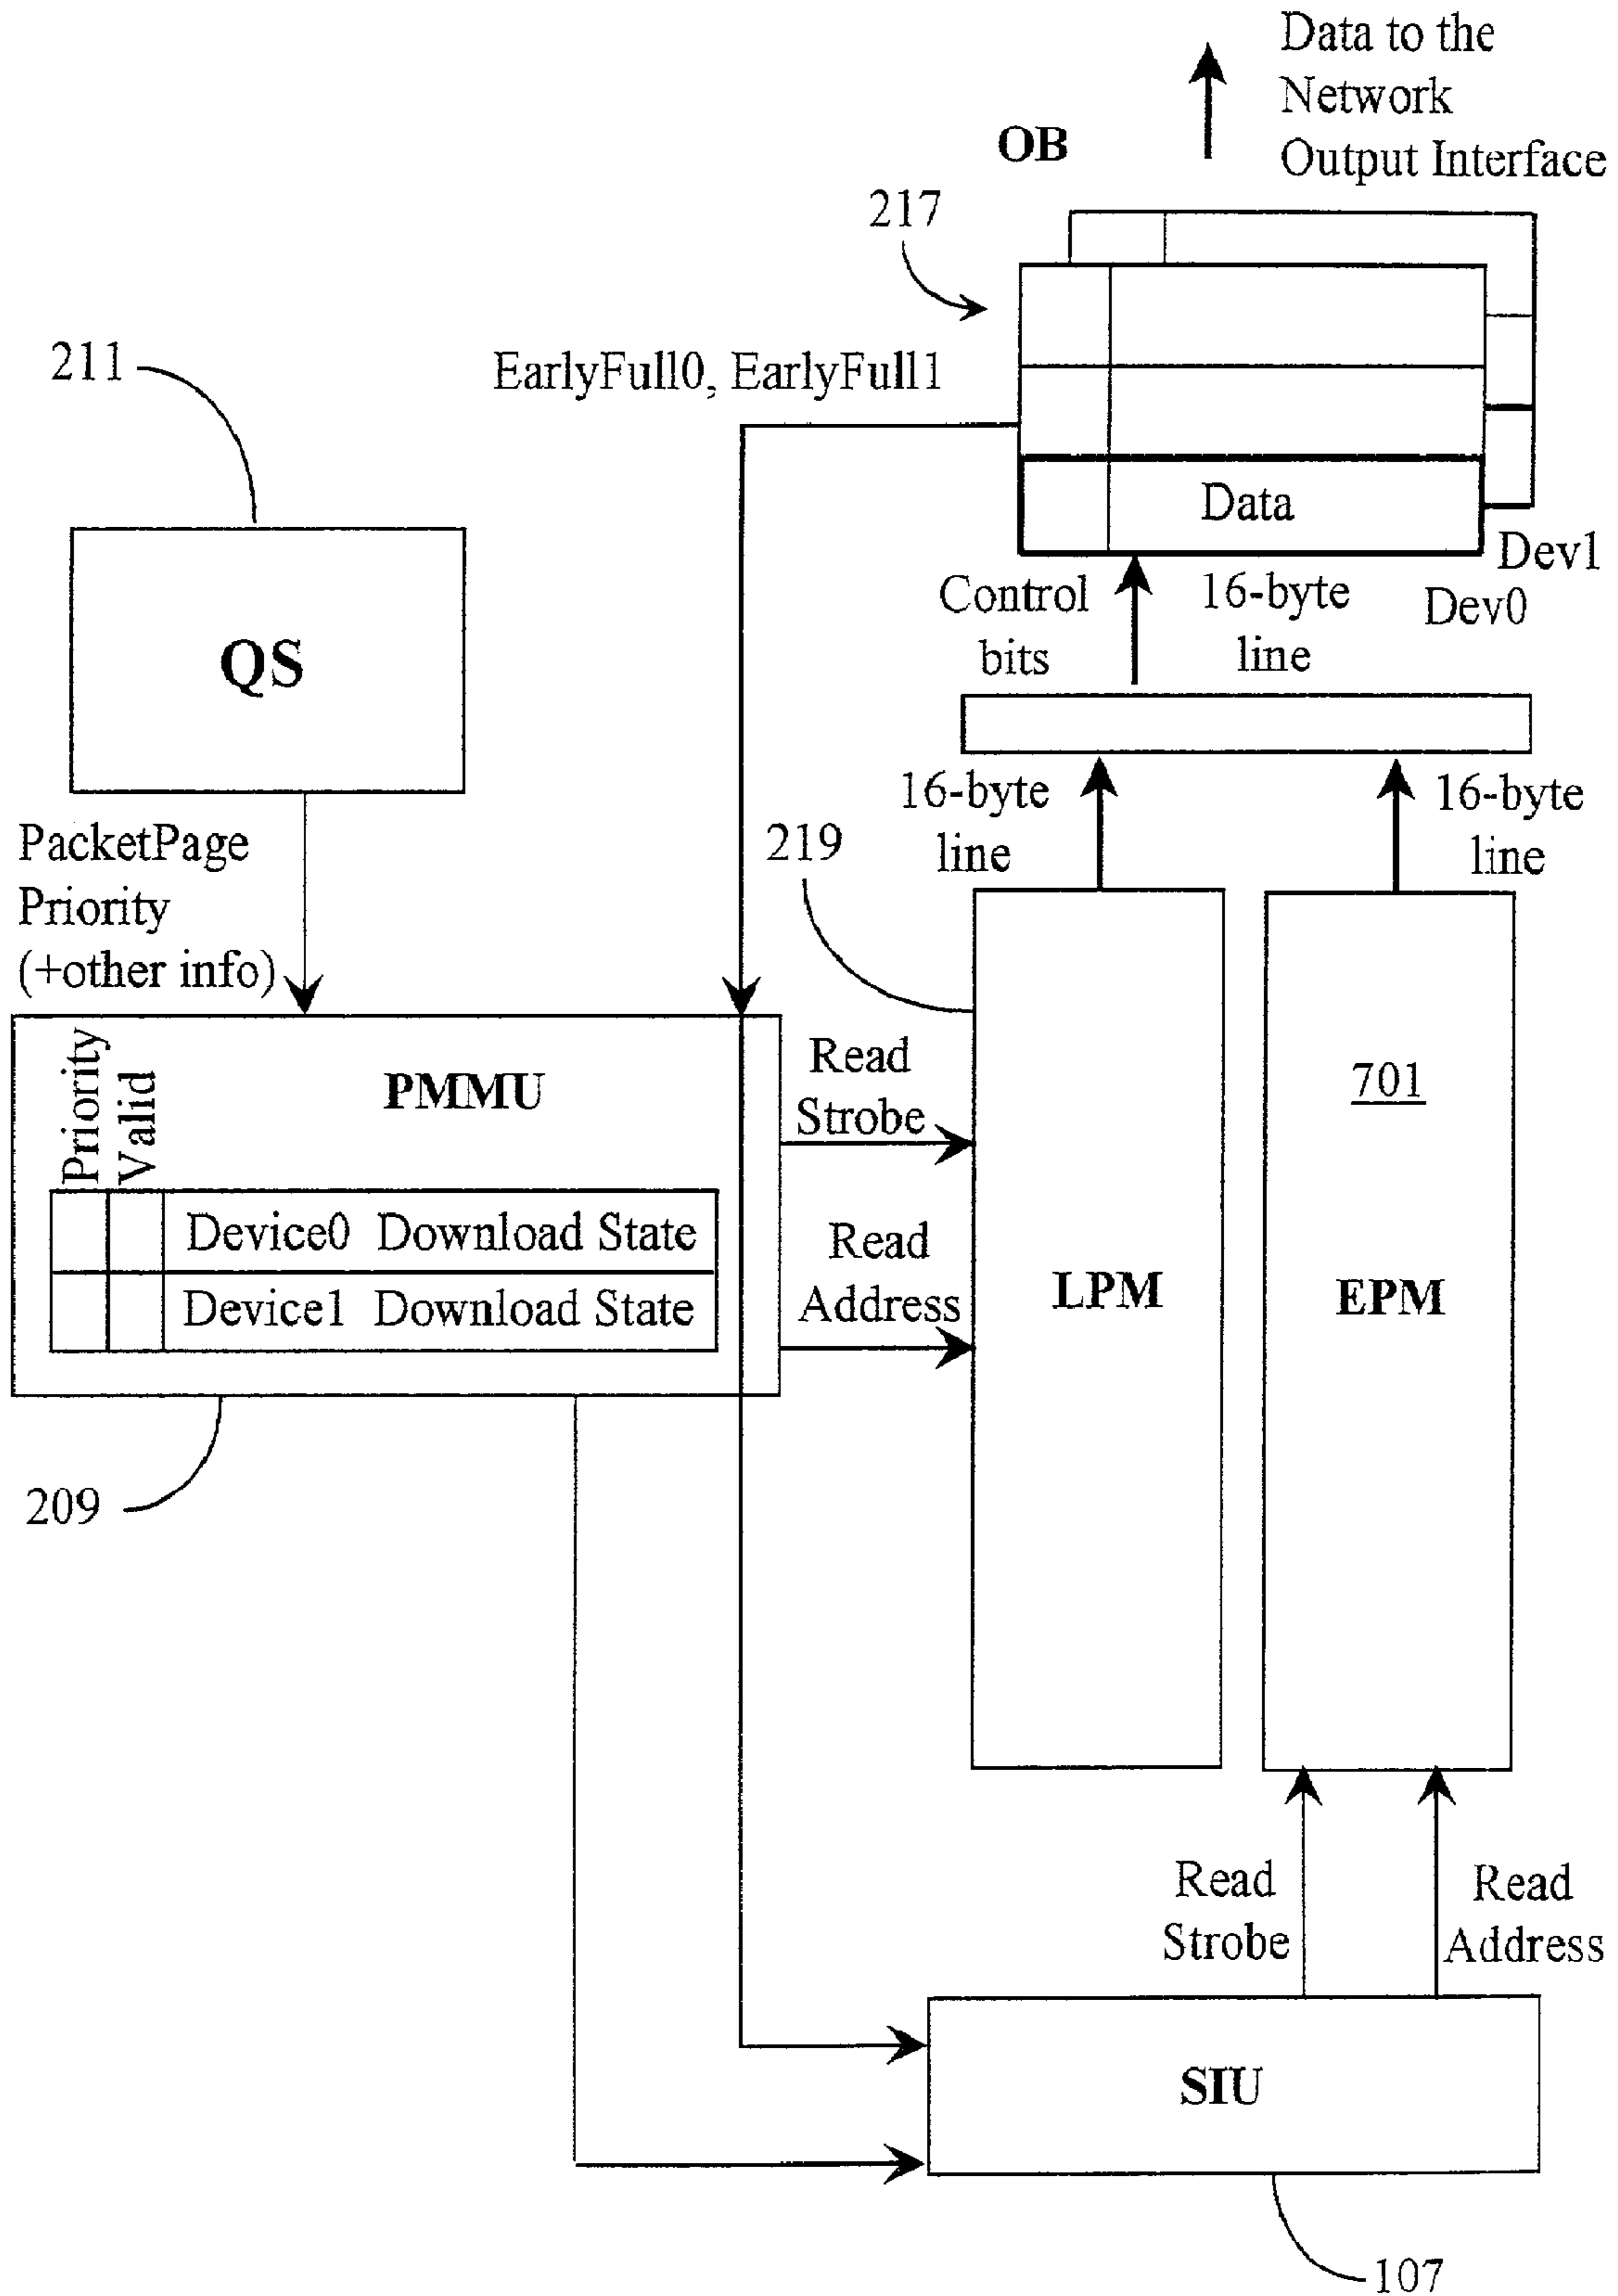 Data to the
Network
Output Interface
OB
217
211
EarlyFull0, EarlyFull1
Data
Dev1
Dev0
Control
bits
16-byte
line
QS
16-byte
line
16-byte
line
219
PacketPage
Priority
(+other info)
Priority
Valid
PMMU
Read
Strobe
701
Device0 Download State
Device1 Download State
Read
Address
LPM
EPM
209
Read
Strobe
Read
Address
SIU
107